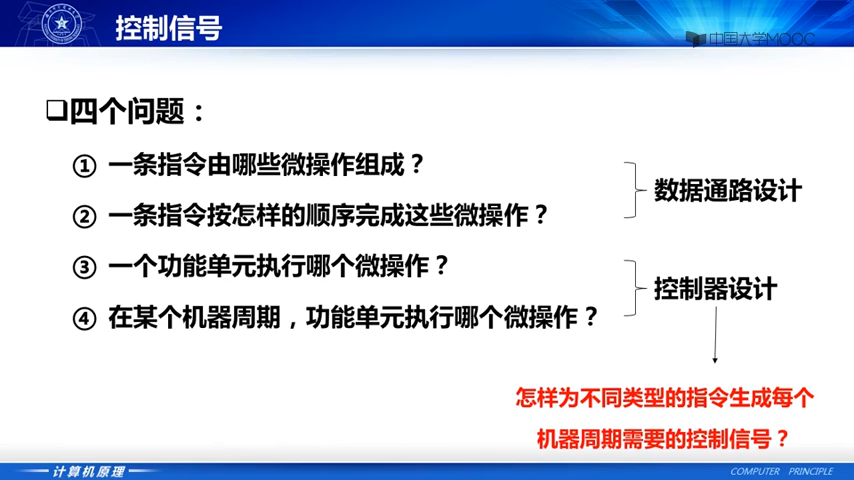 控制信号
中国大学MOOC
四个问题：
① 一条指令由哪些微操作组成？
② 一条指令按怎样的顺序完成这些微操作？
数据通路设计
③ 一个功能单元执行哪个微操作？
④ 在某个机器周期，功能单元执行哪个微操作？
控制器设计
怎样为不同类型的指令生成每个
机器周期需要的控制信号？
计算机原理
COMPUTER PRINCIPLE